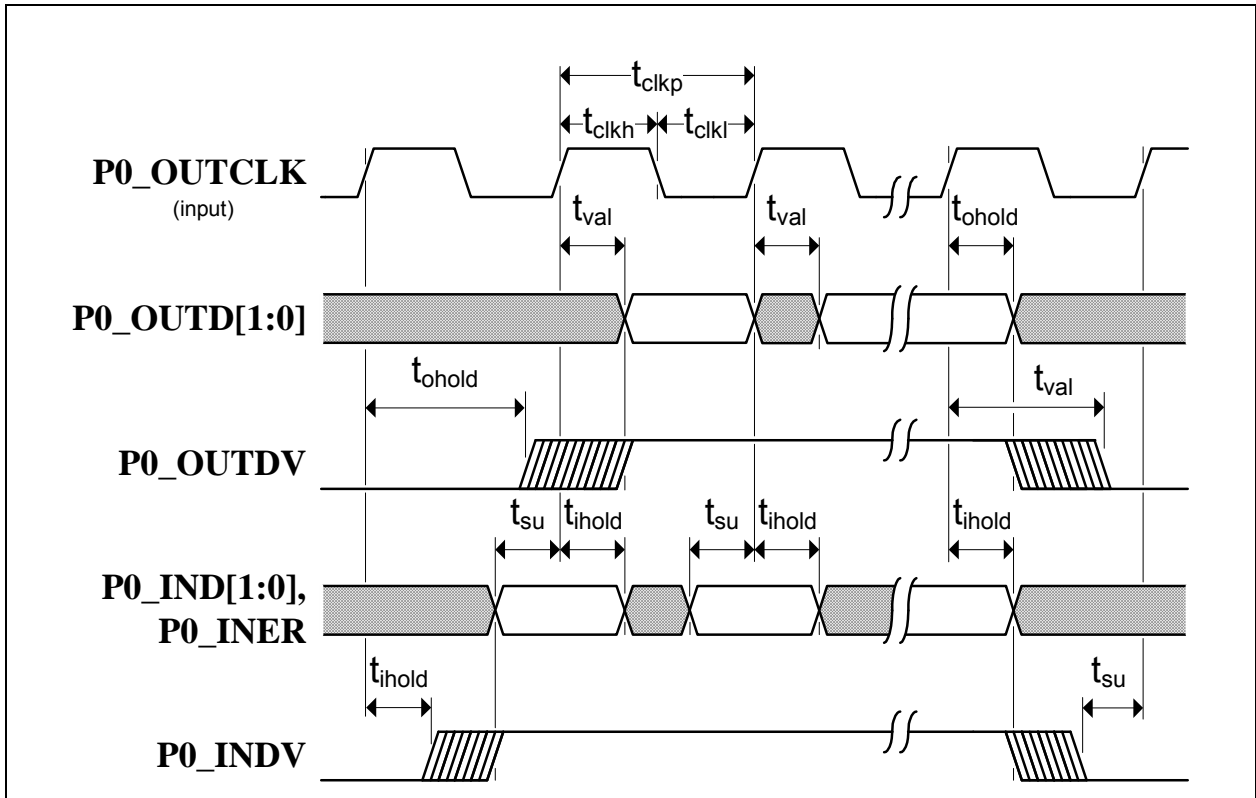 tclkp
tclkh tclkl
P0_OUTCLK
(input)
tval tval tohold
P0_OUTD[1:0]
tohold tval
P0_OUTDV
tsu tihold tsu tihold tihold
P0_IND[1:0],
P0_INER
tihold tsu
P0_INDV